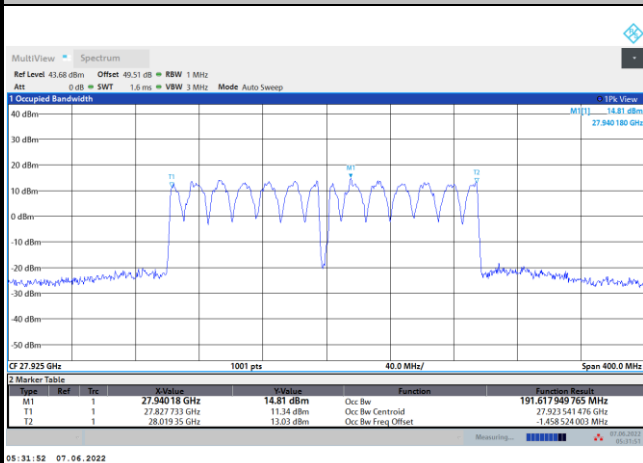 MultiView Spectrum
Ref Level 43.68 dBm Offset 49.51 dB RBW 1 MHz
Att 0 dB SWT 1.6 ms VBW 3 MHz Mode Auto Sweep
1 Occupied Bandwidth 1Pk View
M1[1] 14.81 dBm
27.940 180 GHz
40 dBm
30 dBm
20 dBm
T1 M1 T2
10 dBm
0 dBm
-10 dBm
-20 dBm
-30 dBm
-40 dBm
-50 dBm
CF 27.925 GHz 1001 pts 40.0 MHz/ Span 400.0 MHz
2 Marker Table
Type Ref Trc X-Value Y-Value Function Function Result
M1 1 27.940 18 GHz 14.81 dBm Occ Bw 191.617 949 765 MHz
T1 1 27.827 733 GHz 11.34 dBm Occ Bw Centroid 27.923 541 476 GHz
T2 1 28.019 35 GHz 13.03 dBm Occ Bw Freq Offset -1.458 524 003 MHz
Measuring... 07.06.2022
05:31:51
05:31:52 07.06.2022